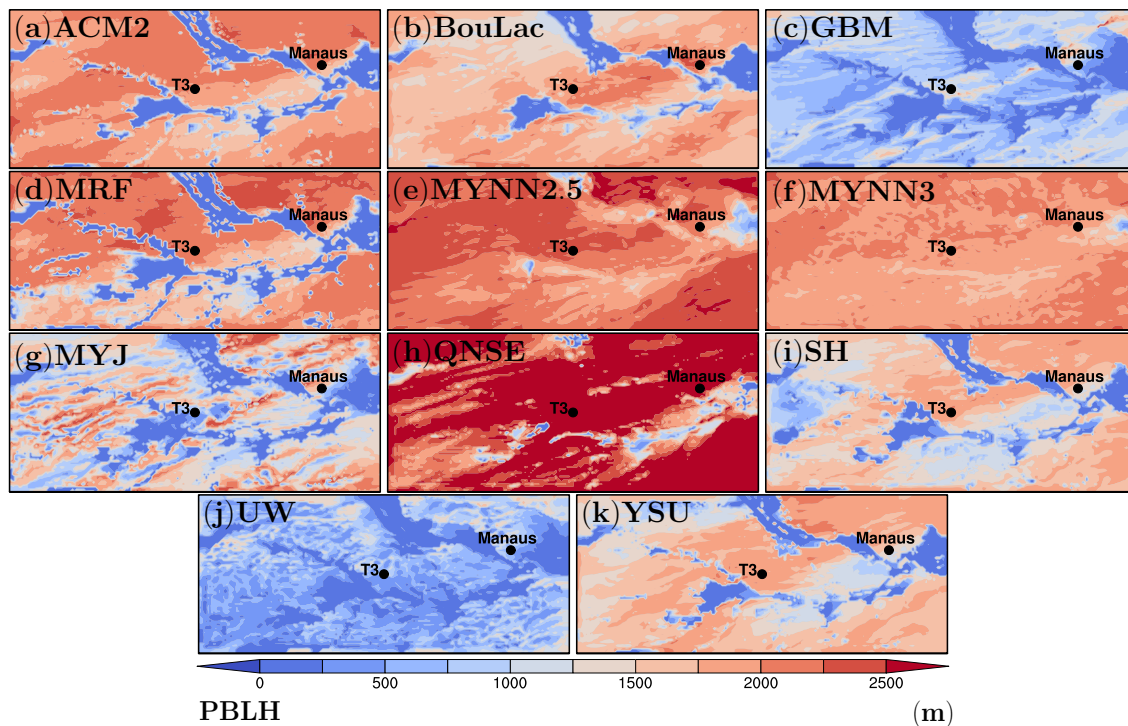 (a)ACM2
Manaus
T3
(b)BouLac
Manaus
T3
(c)GBM
Manaus
T3
(d)MRF
Manaus
T3
(e)MYNN2.5
Manaus
T3
(f)MYNN3
Manaus
T3
(g)MYJ
Manaus
T3
(h)QNSE
Manaus
T3
(i)SH
Manaus
T3
(j)UW
Manaus
T3
(k)YSU
Manaus
T3
0 500 1000 1500 2000 2500
PBLH (m)